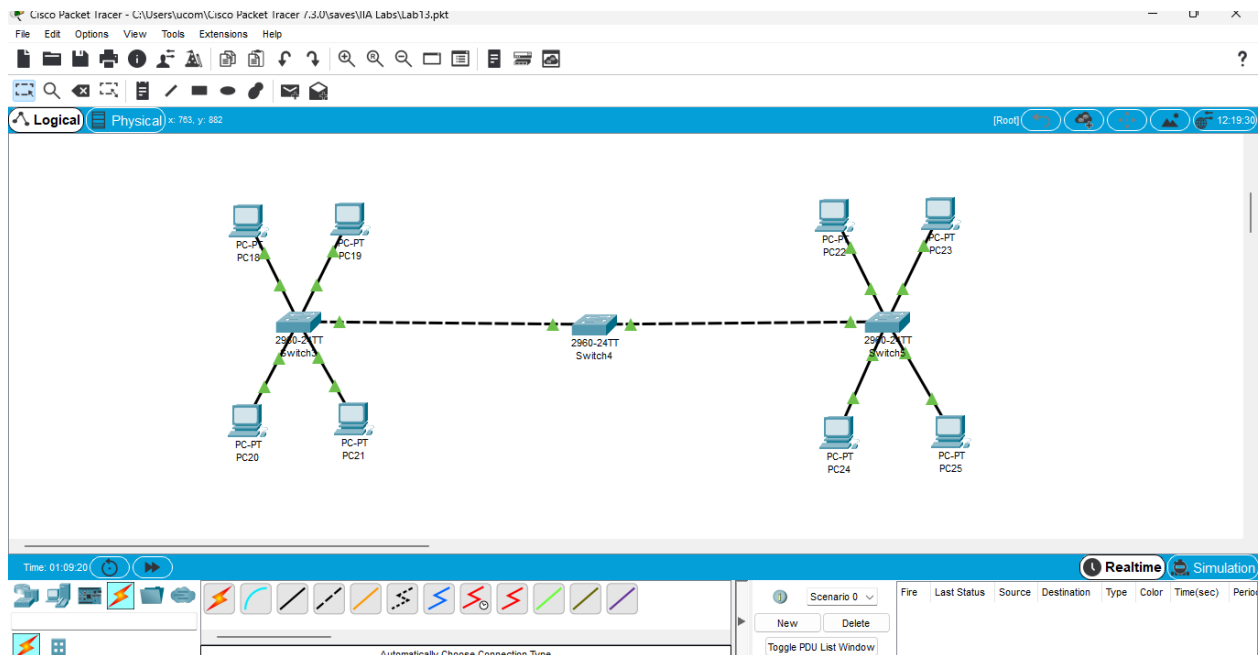 Cisco Packet Tracer - C:\Users\ucom\Cisco Packet Tracer 7.3.0\saves\IIA Labs\Lab13.pkt
File Edit Options View Tools Extensions Help
?
Logical Physical x: 763, y: 882 [Root] 12:19:30
PC-PT
PC18
PC-PT
PC19
PC-PT
PC22
PC-PT
PC23
2960-24TT
Switch3
2960-24TT
Switch4
2960-24TT
Switch5
PC-PT
PC20
PC-PT
PC21
PC-PT
PC24
PC-PT
PC25
Time: 01:09:20 Realtime Simulation
Scenario 0 Fire Last Status Source Destination Type Color Time(sec) Perio
New Delete
Toggle PDU List Window
Automatically Choose Connection Type